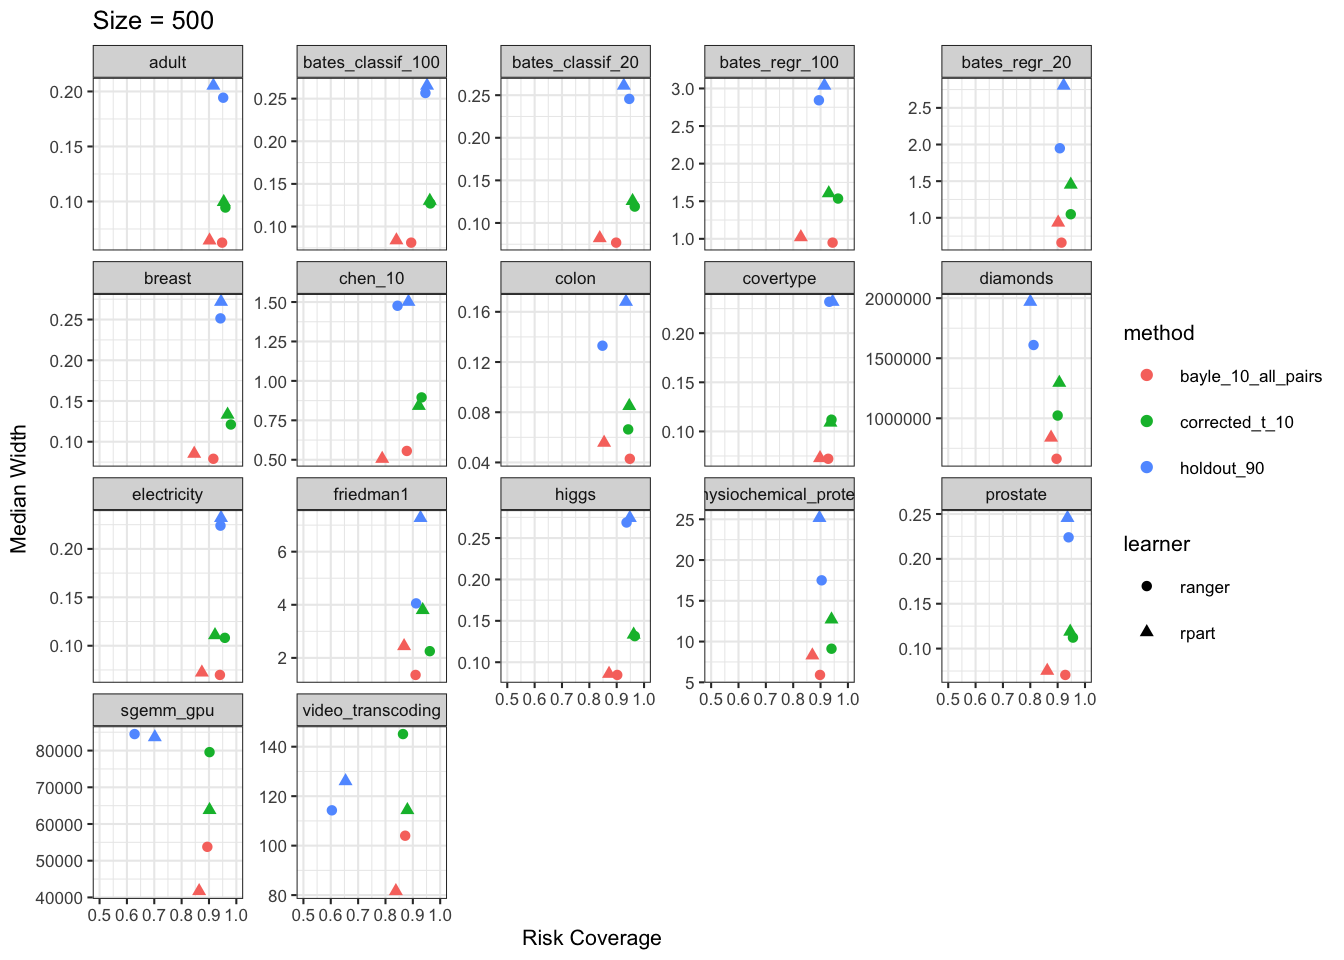 Size = 500
adult
bates_classif_100
bates_classif_20
bates_regr_100
bates_regr_20
0.20
0.15
0.10
0.25
0.20
0.15
0.10
0.25
0.20
0.15
0.10
3.0
2.5
2.0
1.5
1.0
2.5
2.0
1.5
1.0
breast
chen_10
colon
covertype
diamonds
0.25
0.20
0.15
0.10
1.50
1.25
1.00
0.75
0.50
0.16
0.12
0.08
0.04
0.20
0.15
0.10
2000000
1500000
1000000
electricity
friedman1
higgs
hysiochemical_prote
prostate
0.20
0.15
0.10
6
4
2
0.25
0.20
0.15
0.10
25
20
15
10
5
0.25
0.20
0.15
0.10
0.5 0.6 0.7 0.8 0.9 1.0
0.5 0.6 0.7 0.8 0.9 1.0
0.5 0.6 0.7 0.8 0.9 1.0
sgemm_gpu
video_transcoding
80000
70000
60000
50000
40000
140
120
100
80
0.5 0.6 0.7 0.8 0.9 1.0
0.5 0.6 0.7 0.8 0.9 1.0
Median Width
Risk Coverage
method
bayle_10_all_pairs
corrected_t_10
holdout_90
learner
ranger
rpart